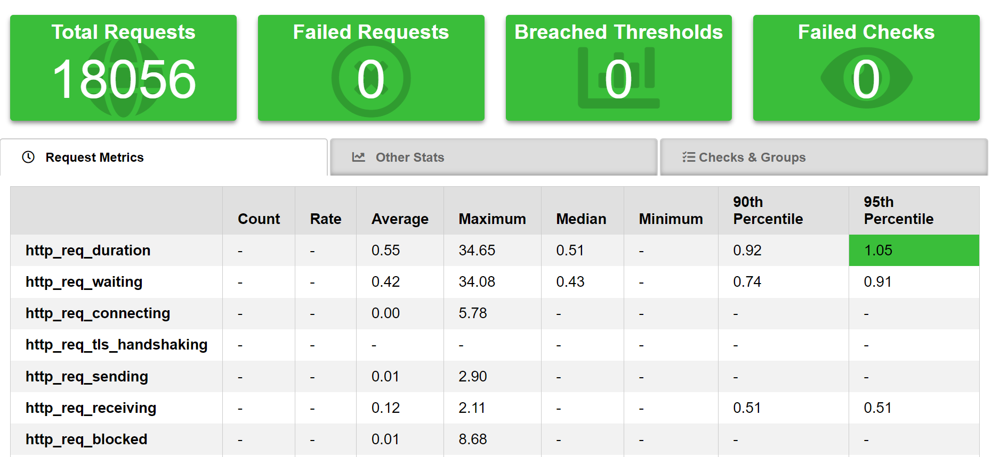 Total Requests
18056
Failed Requests
0
Breached Thresholds
0
Failed Checks
0
Request Metrics
Other Stats
Checks & Groups
Count Rate Average Maximum Median Minimum 90th Percentile 95th Percentile
http_req_duration - - 0.55 34.65 0.51 - 0.92 1.05
http_req_waiting - - 0.42 34.08 0.43 - 0.74 0.91
http_req_connecting - - 0.00 5.78 - - - -
http_req_tls_handshaking - - - - - - - -
http_req_sending - - 0.01 2.90 - - - -
http_req_receiving - - 0.12 2.11 - - 0.51 0.51
http_req_blocked - - 0.01 8.68 - - - -